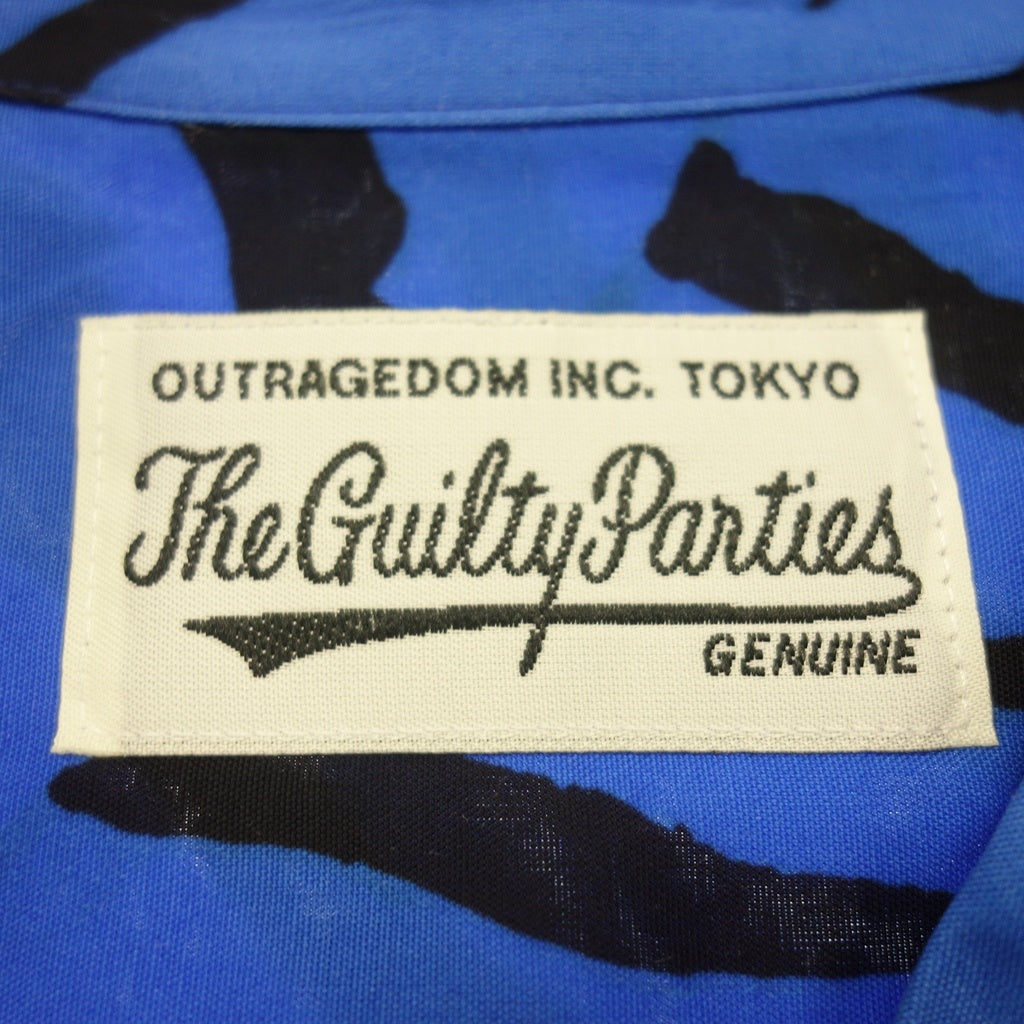 OUTRAGEDOM INC. TOKYO
The Guilty Parties
GENUINE